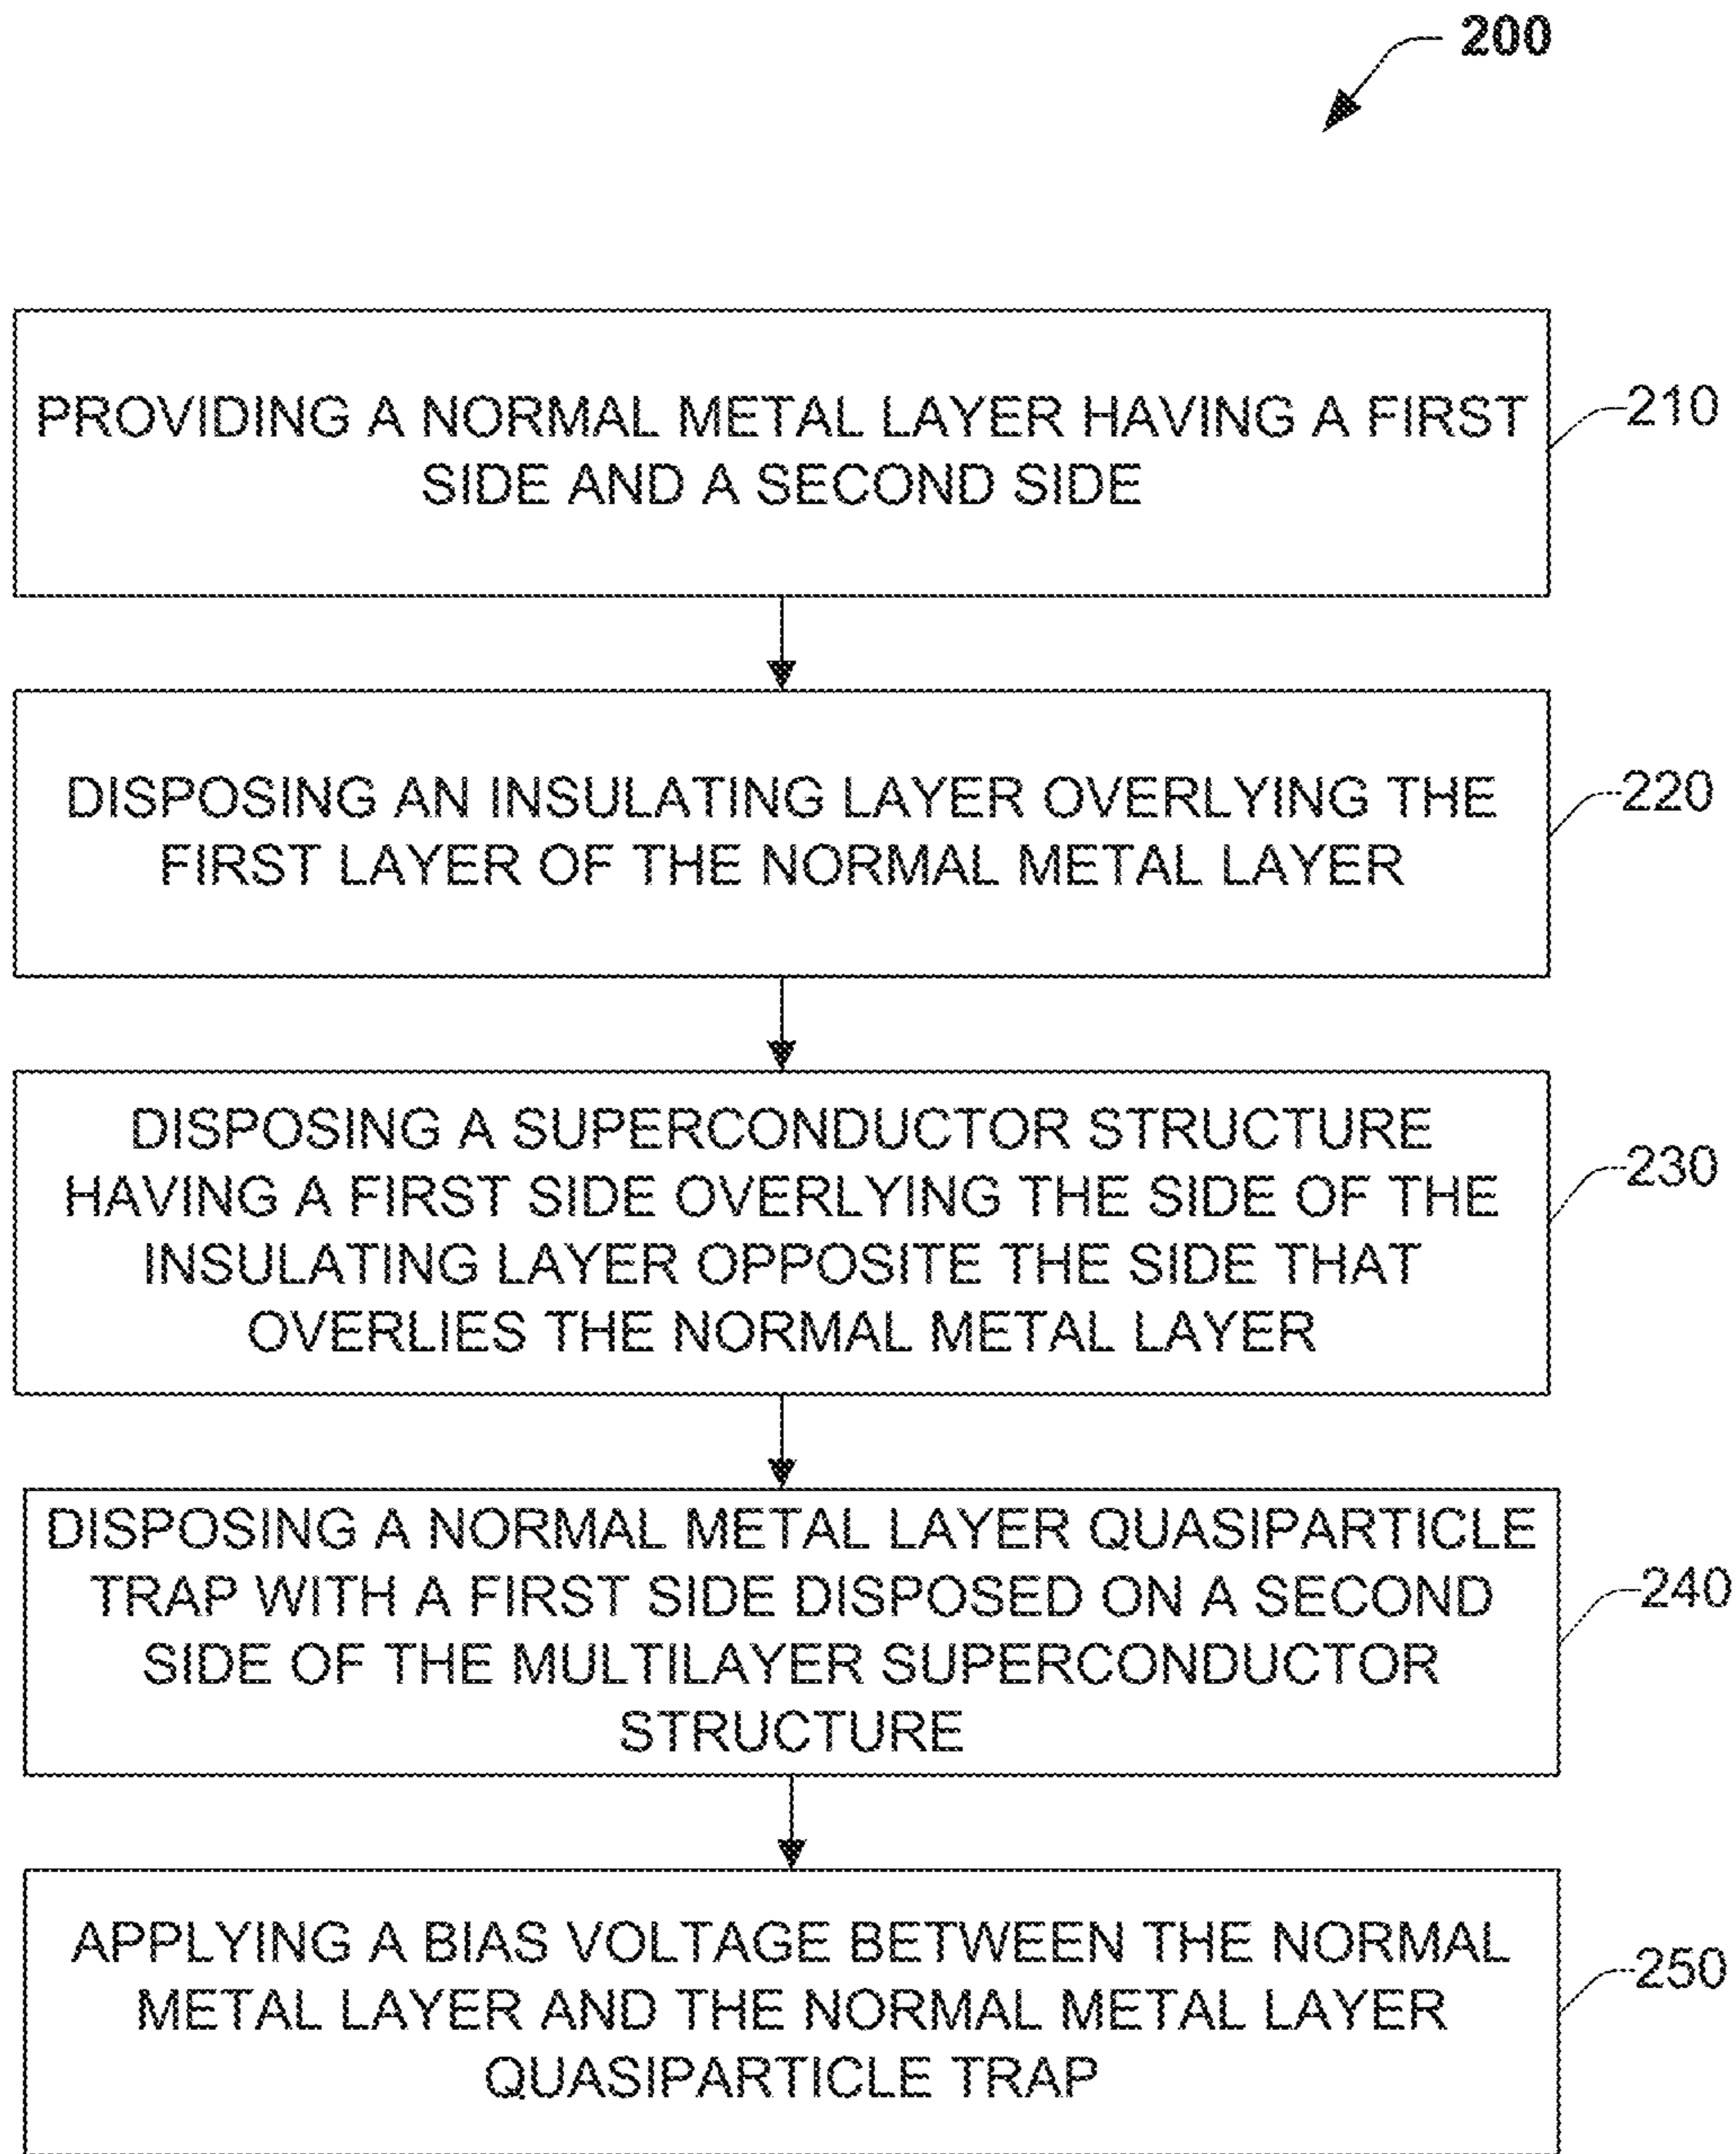 200
PROVIDING A NORMAL METAL LAYER HAVING A FIRST
SIDE AND A SECOND SIDE
210
DISPOSING AN INSULATING LAYER OVERLYING THE
FIRST LAYER OF THE NORMAL METAL LAYER
220
DISPOSING A SUPERCONDUCTOR STRUCTURE
HAVING A FIRST SIDE OVERLYING THE SIDE OF THE
INSULATING LAYER OPPOSITE THE SIDE THAT
OVERLIES THE NORMAL METAL LAYER
230
DISPOSING A NORMAL METAL LAYER QUASIPARTICLE
TRAP WITH A FIRST SIDE DISPOSED ON A SECOND
SIDE OF THE MULTILAYER SUPERCONDUCTOR
STRUCTURE
240
APPLYING A BIAS VOLTAGE BETWEEN THE NORMAL
METAL LAYER AND THE NORMAL METAL LAYER
QUASIPARTICLE TRAP
250